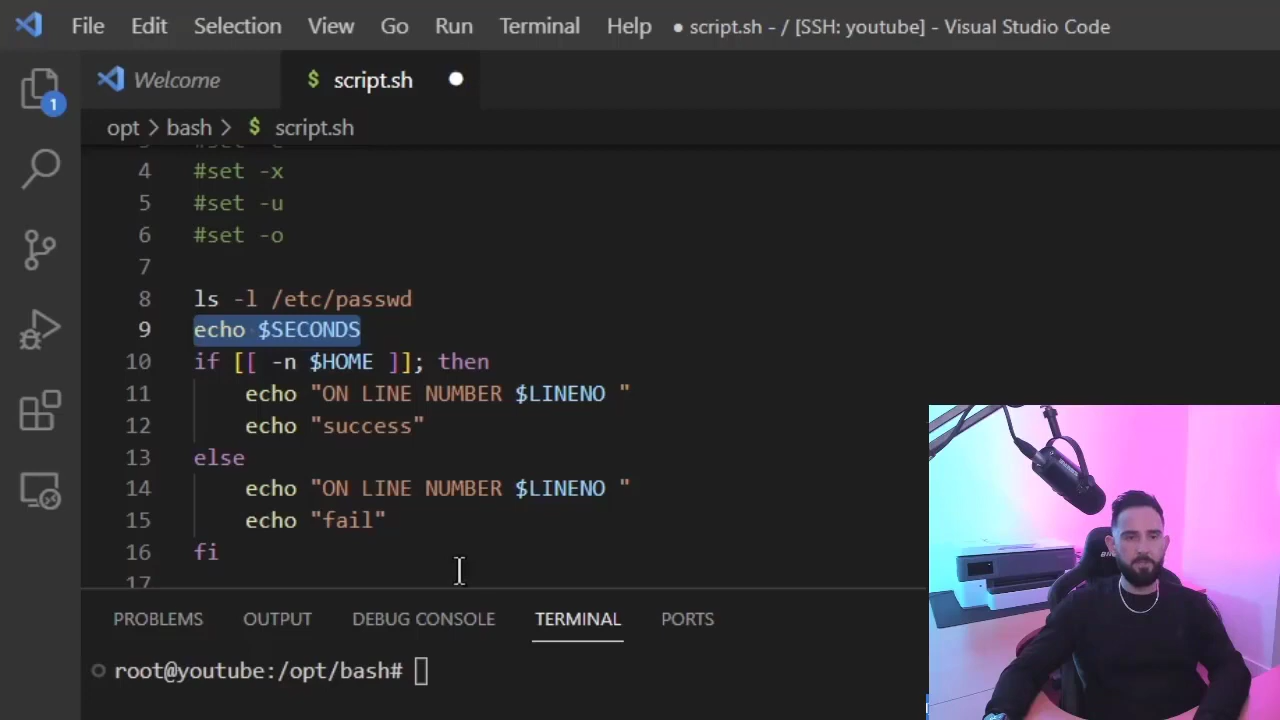 File Edit Selection View Go Run Terminal Help ● script.sh - / [SSH: youtube] - Visual Studio Code
Welcome $ script.sh
opt > bash > $ script.sh
1
4 #set -x
5 #set -u
6 #set -o
7
8 ls -l /etc/passwd
9 echo $SECONDS
10 if [[ -n $HOME ]]; then
11 echo "ON LINE NUMBER $LINENO "
12 echo "success"
13 else
14 echo "ON LINE NUMBER $LINENO "
15 echo "fail"
16 fi
17
PROBLEMS OUTPUT DEBUG CONSOLE TERMINAL PORTS
root@youtube:/opt/bash#